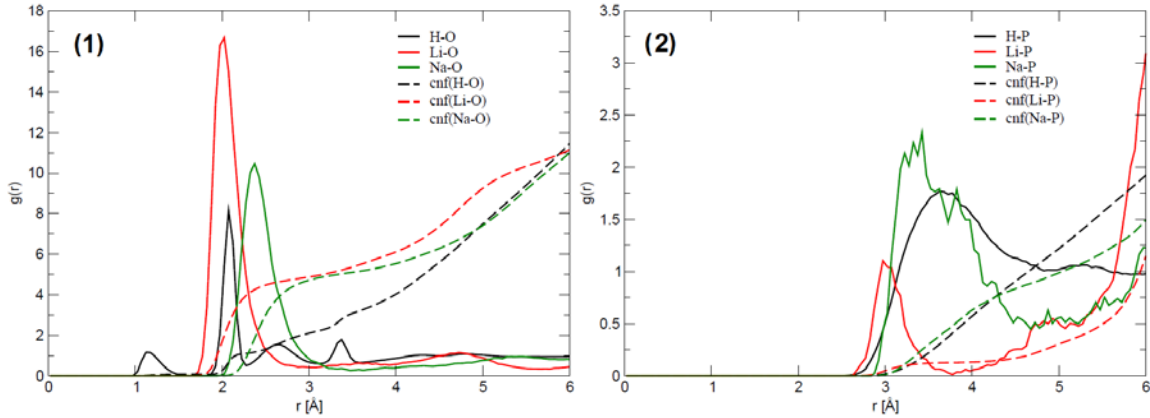 (1)
H-O
Li-O
Na-O
cnf(H-O)
cnf(Li-O)
cnf(Na-O)
g(r)
18
16
14
12
10
8
6
4
2
0
0 1 2 3 4 5 6
r [Å]
(2)
H-P
Li-P
Na-P
cnf(H-P)
cnf(Li-P)
cnf(Na-P)
g(r)
3.5
3
2.5
2
1.5
1
0.5
0
0 1 2 3 4 5 6
r [Å]